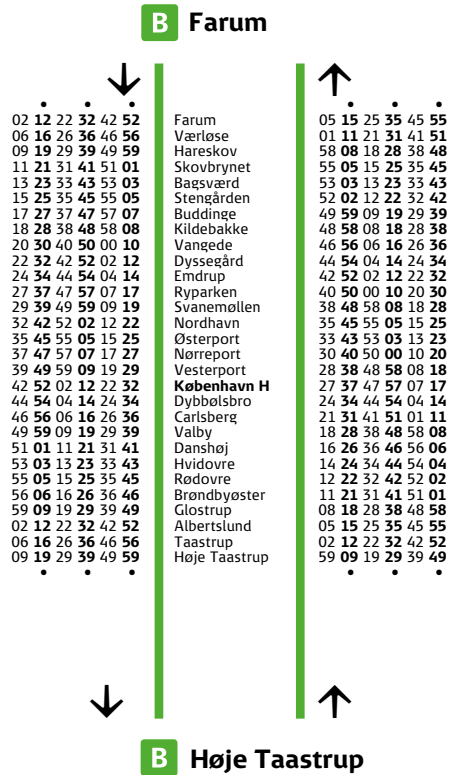 B Farum
• • • • • •
02 12 22 32 42 52 Farum 05 15 25 35 45 55
06 16 26 36 46 56 Værløse 01 11 21 31 41 51
09 19 29 39 49 59 Hareskov 58 08 18 28 38 48
11 21 31 41 51 01 Skovbrynet 55 05 15 25 35 45
13 23 33 43 53 03 Bagsværd 53 03 13 23 33 43
15 25 35 45 55 05 Stengården 52 02 12 22 32 42
17 27 37 47 57 07 Buddinge 49 59 09 19 29 39
18 28 38 48 58 08 Kildebakke 48 58 08 18 28 38
20 30 40 50 00 10 Vangede 46 56 06 16 26 36
22 32 42 52 02 12 Dyssegård 44 54 04 14 24 34
24 34 44 54 04 14 Emdrup 42 52 02 12 22 32
27 37 47 57 07 17 Ryparken 40 50 00 10 20 30
29 39 49 59 09 19 Svanemøllen 38 48 58 08 18 28
32 42 52 02 12 22 Nordhavn 35 45 55 05 15 25
35 45 55 05 15 25 Østerport 33 43 53 03 13 23
37 47 57 07 17 27 Nørreport 30 40 50 00 10 20
39 49 59 09 19 29 Vesterport 28 38 48 58 08 18
42 52 02 12 22 32 København H 27 37 47 57 07 17
44 54 04 14 24 34 Dybbølsbro 24 34 44 54 04 14
46 56 06 16 26 36 Carlsberg 21 31 41 51 01 11
49 59 09 19 29 39 Valby 18 28 38 48 58 08
51 01 11 21 31 41 Danshøj 16 26 36 46 56 06
53 03 13 23 33 43 Hvidovre 14 24 34 44 54 04
55 05 15 25 35 45 Rødovre 12 22 32 42 52 02
56 06 16 26 36 46 Brøndbyøster 11 21 31 41 51 01
59 09 19 29 39 49 Glostrup 08 18 28 38 48 58
02 12 22 32 42 52 Albertslund 05 15 25 35 45 55
06 16 26 36 46 56 Taastrup 02 12 22 32 42 52
09 19 29 39 49 59 Høje Taastrup 59 09 19 29 39 49
• • • • • •
B Høje Taastrup